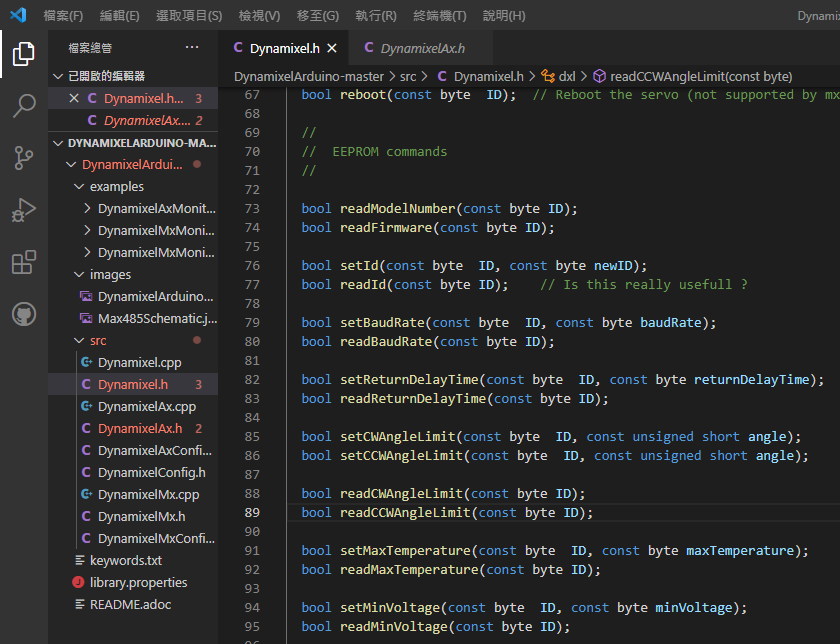 檔案(F) 編輯(E) 選取項目(S) 檢視(V) 移至(G) 執行(R) 終端機(T) 說明(H) Dynamix
檔案總管 ...
已開啟的編輯器
× C Dynamixel.h... 3
C DynamixelAx.... 2
DYNAMIXELARDUINO-MA...
DynamixelArdui...
examples
DynamixelAxMonit...
DynamixelMxMoni...
DynamixelMxMoni...
images
DynamixelArduino...
Max485Schematic.j...
src
Dynamixel.cpp
C Dynamixel.h 3
DynamixelAx.cpp
C DynamixelAx.h 2
C DynamixelAxConfi...
C DynamixelConfig.h
DynamixelMx.cpp
C DynamixelMx.h
C DynamixelMxConfi...
keywords.txt
library.properties
README.adoc
C Dynamixel.h × C DynamixelAx.h
DynamixelArduino-master > src > C Dynamixel.h > dxl > readCCWAngleLimit(const byte)
67 bool reboot(const byte  ID);  // Reboot the servo (not supported by mx
68
69 //
70 //  EEPROM commands
71 //
72
73 bool readModelNumber(const byte ID);
74 bool readFirmware(const byte ID);
75
76 bool setId(const byte  ID, const byte newID);
77 bool readId(const byte ID);    // Is this really usefull ?
78
79 bool setBaudRate(const byte  ID, const byte baudRate);
80 bool readBaudRate(const byte ID);
81
82 bool setReturnDelayTime(const byte  ID, const byte returnDelayTime);
83 bool readReturnDelayTime(const byte ID);
84
85 bool setCWAngleLimit(const byte  ID, const unsigned short angle);
86 bool setCCWAngleLimit(const byte  ID, const unsigned short angle);
87
88 bool readCWAngleLimit(const byte ID);
89 bool readCCWAngleLimit(const byte ID);
90
91 bool setMaxTemperature(const byte  ID, const byte maxTemperature);
92 bool readMaxTemperature(const byte ID);
93
94 bool setMinVoltage(const byte  ID, const byte minVoltage);
95 bool readMinVoltage(const byte ID);